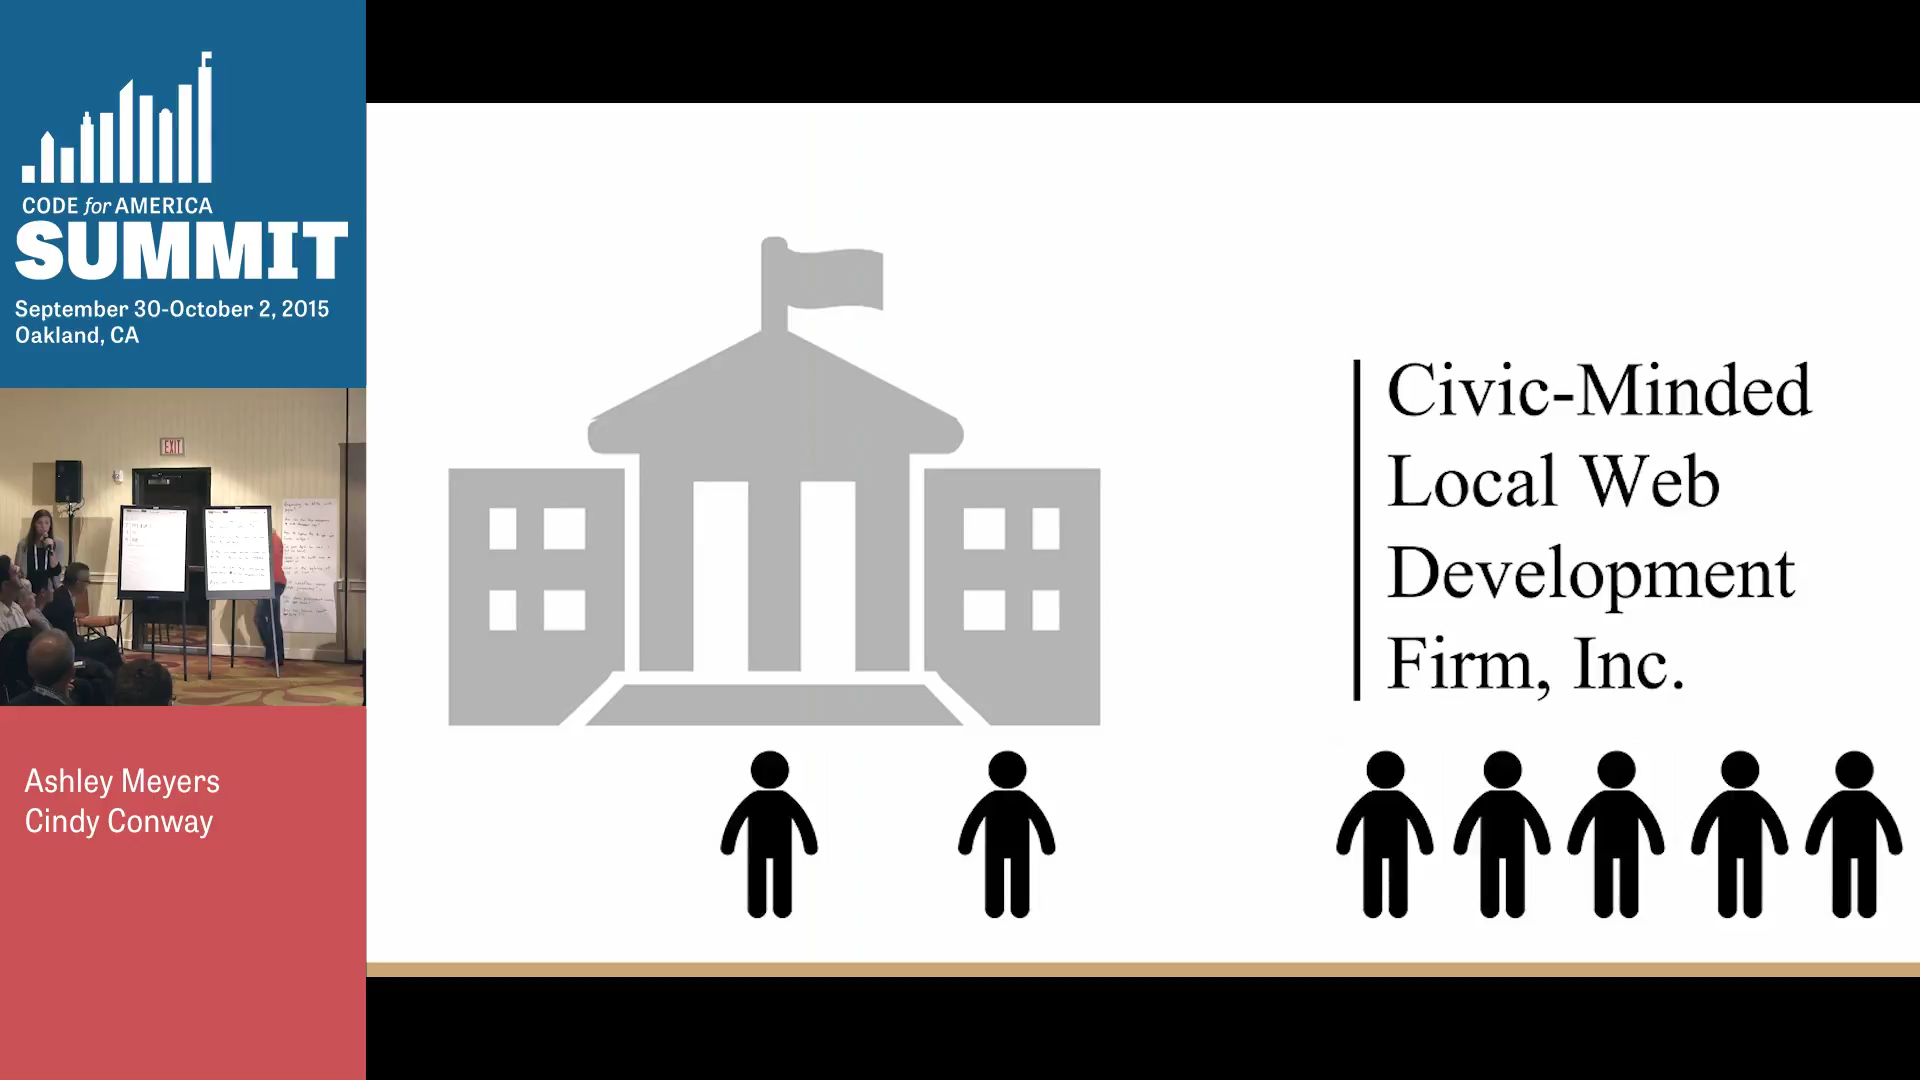 CODE for AMERICA
SUMMIT
September 30-October 2, 2015
Oakland, CA
EXIT
Ashley Meyers
Cindy Conway
Civic-Minded
Local Web
Development
Firm, Inc.